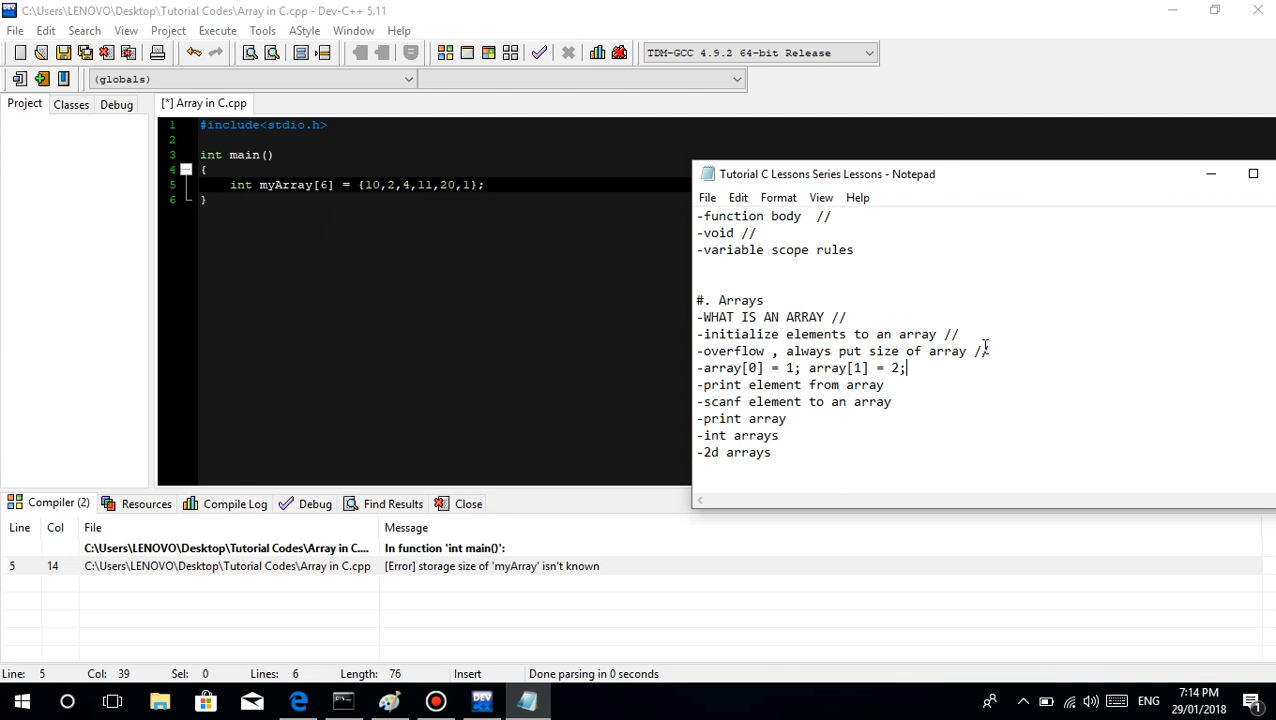 C:\Users\LENOVO\Desktop\Tutorial Codes\Array in C.cpp - Dev-C++ 5.11
File Edit Search View Project Execute Tools AStyle Window Help
TDM-GCC 4.9.2 64-bit Release
(globals)
Project Classes Debug
[*] Array in C.cpp
1 #include<stdio.h>
2
3 int main()
4 {
5 int myArray[6] = {10,2,4,11,20,1};
6 }
Tutorial C Lessons Series Lessons - Notepad
File Edit Format View Help
-function body //
-void //
-variable scope rules
#. Arrays
-WHAT IS AN ARRAY //
-initialize elements to an array //
-overflow , always put size of array //
-array[0] = 1; array[1] = 2;
-print element from array
-scanf element to an array
-print array
-int arrays
-2d arrays
Compiler (2) Resources Compile Log Debug Find Results Close
Line Col File Message
C:\Users\LENOVO\Desktop\Tutorial Codes\Array in C.... In function 'int main()':
5 14 C:\Users\LENOVO\Desktop\Tutorial Codes\Array in C.cpp [Error] storage size of 'myArray' isn't known
Line: 5 Col: 39 Sel: 0 Lines: 6 Length: 76 Insert Done parsing in 0 seconds
DEV
ENG
7:14 PM
29/01/2018
1